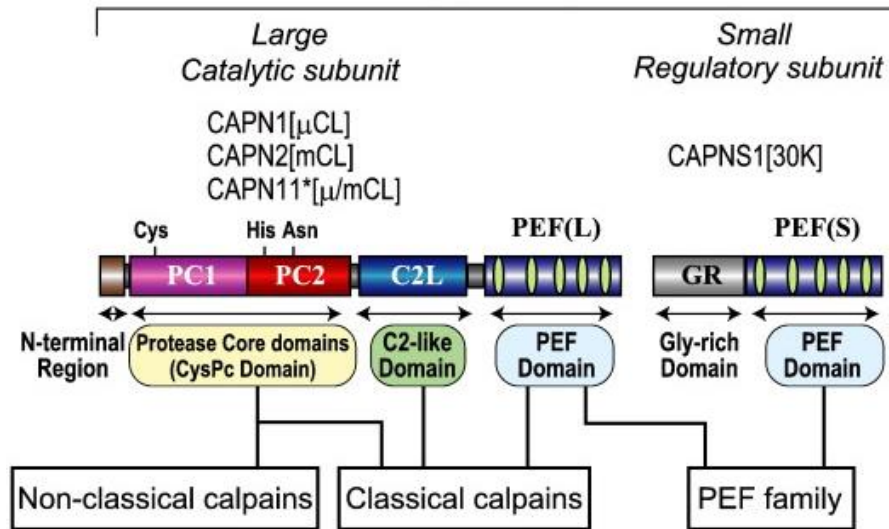 Large
Catalytic subunit
Small
Regulatory subunit
CAPN1[μCL]
CAPN2[mCL]
CAPN11*[μ/mCL]
CAPNS1[30K]
Cys
His Asn
PEF(L)
PEF(S)
PC1
PC2
C2L
GR
N-terminal
Region
Protease Core domains
(CysPc Domain)
C2-like
Domain
PEF
Domain
Gly-rich
Domain
PEF
Domain
Non-classical calpains
Classical calpains
PEF family